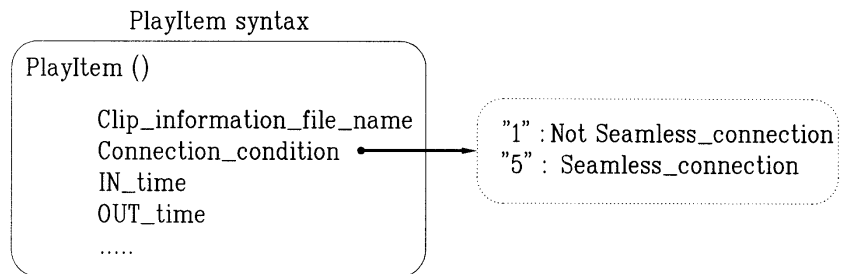 PlayItem syntax
PlayItem ()
Clip_information_file_name
Connection_condition
IN_time
OUT_time
.....
"1" : Not Seamless_connection
"5" : Seamless_connection